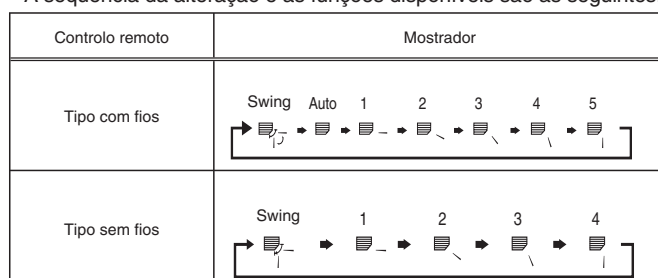 A sequência da alteração e as funções disponíveis são as seguintes
Controlo remoto Mostrador
Tipo com fios
Swing Auto 1 2 3 4 5
Tipo sem fios
Swing 1 2 3 4